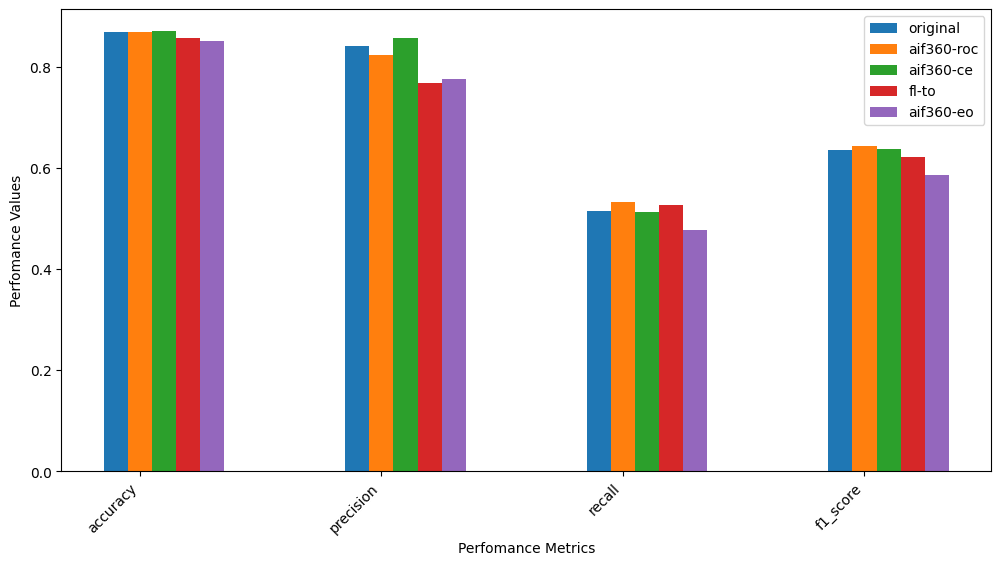 original
aif360-roc
aif360-ce
fl-to
aif360-eo
Perfomance Values
0.8
0.6
0.4
0.2
0.0
accuracy
precision
recall
f1_score
Perfomance Metrics